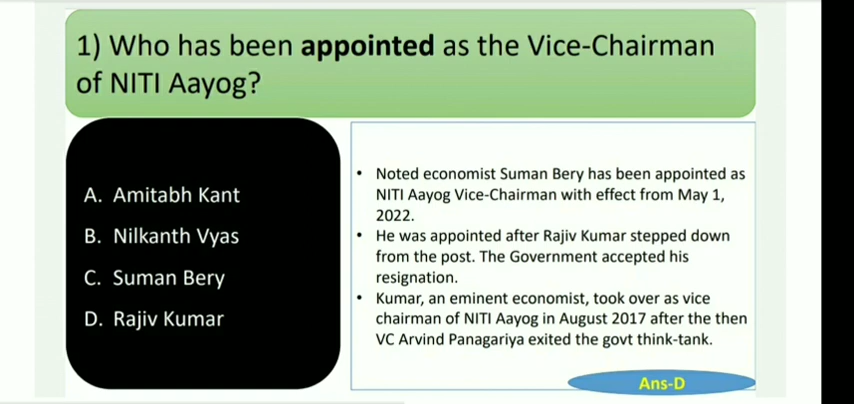 1) Who has been appointed as the Vice-Chairman
of NITI Aayog?
A. Amitabh Kant
B. Nilkanth Vyas
C. Suman Bery
D. Rajiv Kumar
• Noted economist Suman Bery has been appointed as
NITI Aayog Vice-Chairman with effect from May 1,
2022.
• He was appointed after Rajiv Kumar stepped down
from the post. The Government accepted his
resignation.
• Kumar, an eminent economist, took over as vice
chairman of NITI Aayog in August 2017 after the then
VC Arvind Panagariya exited the govt think-tank.
Ans-D